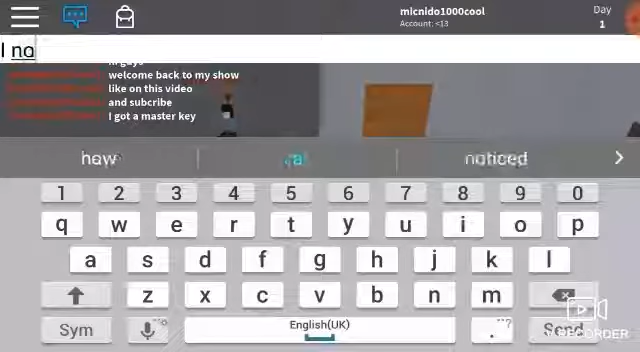 micnido1000cool
Account: <13
Day
1
I no
hi guys
welcome back to my show
like on this video
and subcribe
I got a master key
how
noticed
1 2 3 4 5 6 7 8 9 0
q w e r t y u i o p
a s d f g h j k l
z x c v b n m
Sym
English(UK)
. ?
Send
RECORDER